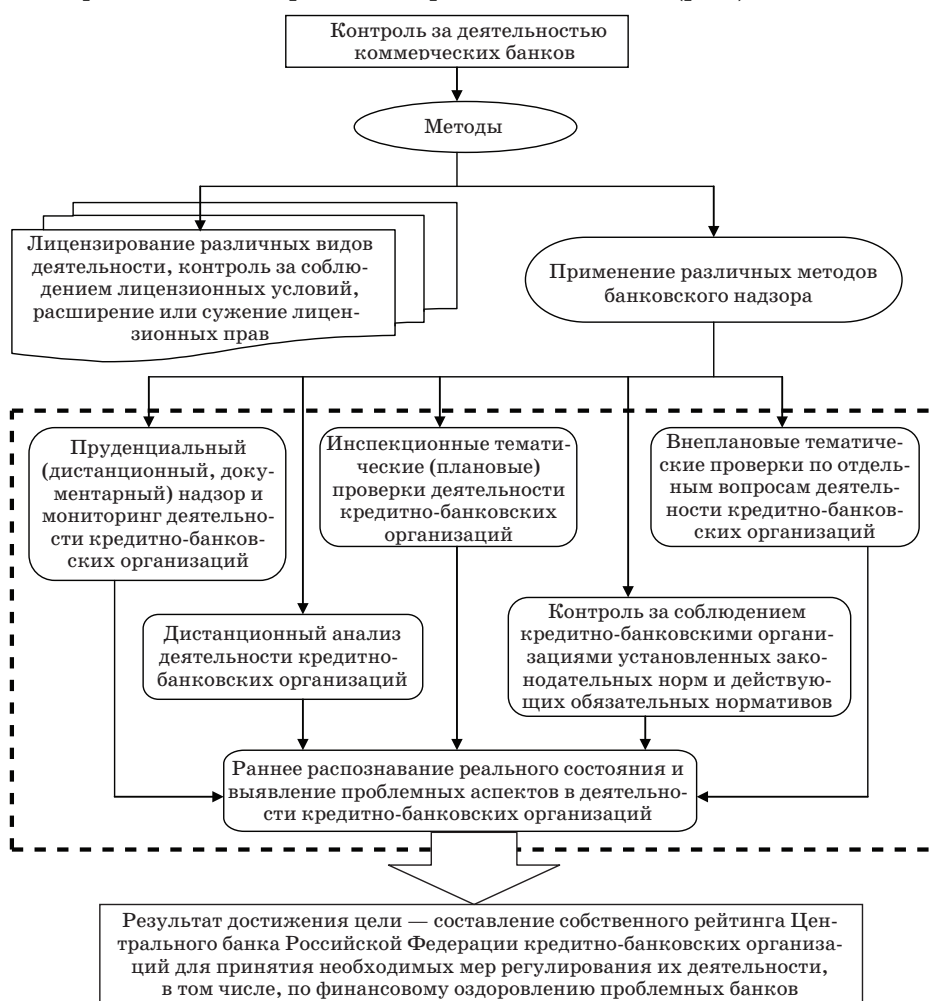 Контроль за деятельностью
коммерческих банков
Методы
Лицензирование различных видов
деятельности, контроль за соблю-
дением лицензионных условий,
расширение или сужение лицен-
зионных прав
Применение различных методов
банковского надзора
Пруденциальный
(дистанционный, доку-
ментарный) надзор и
мониторинг деятельно-
сти кредитно-банков-
ских организаций
Инспекционные темати-
ческие (плановые)
проверки деятельности
кредитно-банковских
организаций
Внеплановые тематиче-
ские проверки по отдель-
ным вопросам деятель-
ности кредитно-банков-
ских организаций
Дистанционный анализ
деятельности кредитно-
банковских организаций
Контроль за соблюдением
кредитно-банковскими органи-
зациями установленных зако-
нодательных норм и действую-
щих обязательных нормативов
Раннее распознавание реального состояния и
выявление проблемных аспектов в деятельно-
сти кредитно-банковских организаций
Результат достижения цели — составление собственного рейтинга Цен-
трального банка Российской Федерации кредитно-банковских организа-
ций для принятия необходимых мер регулирования их деятельности,
в том числе, по финансовому оздоровлению проблемных банков